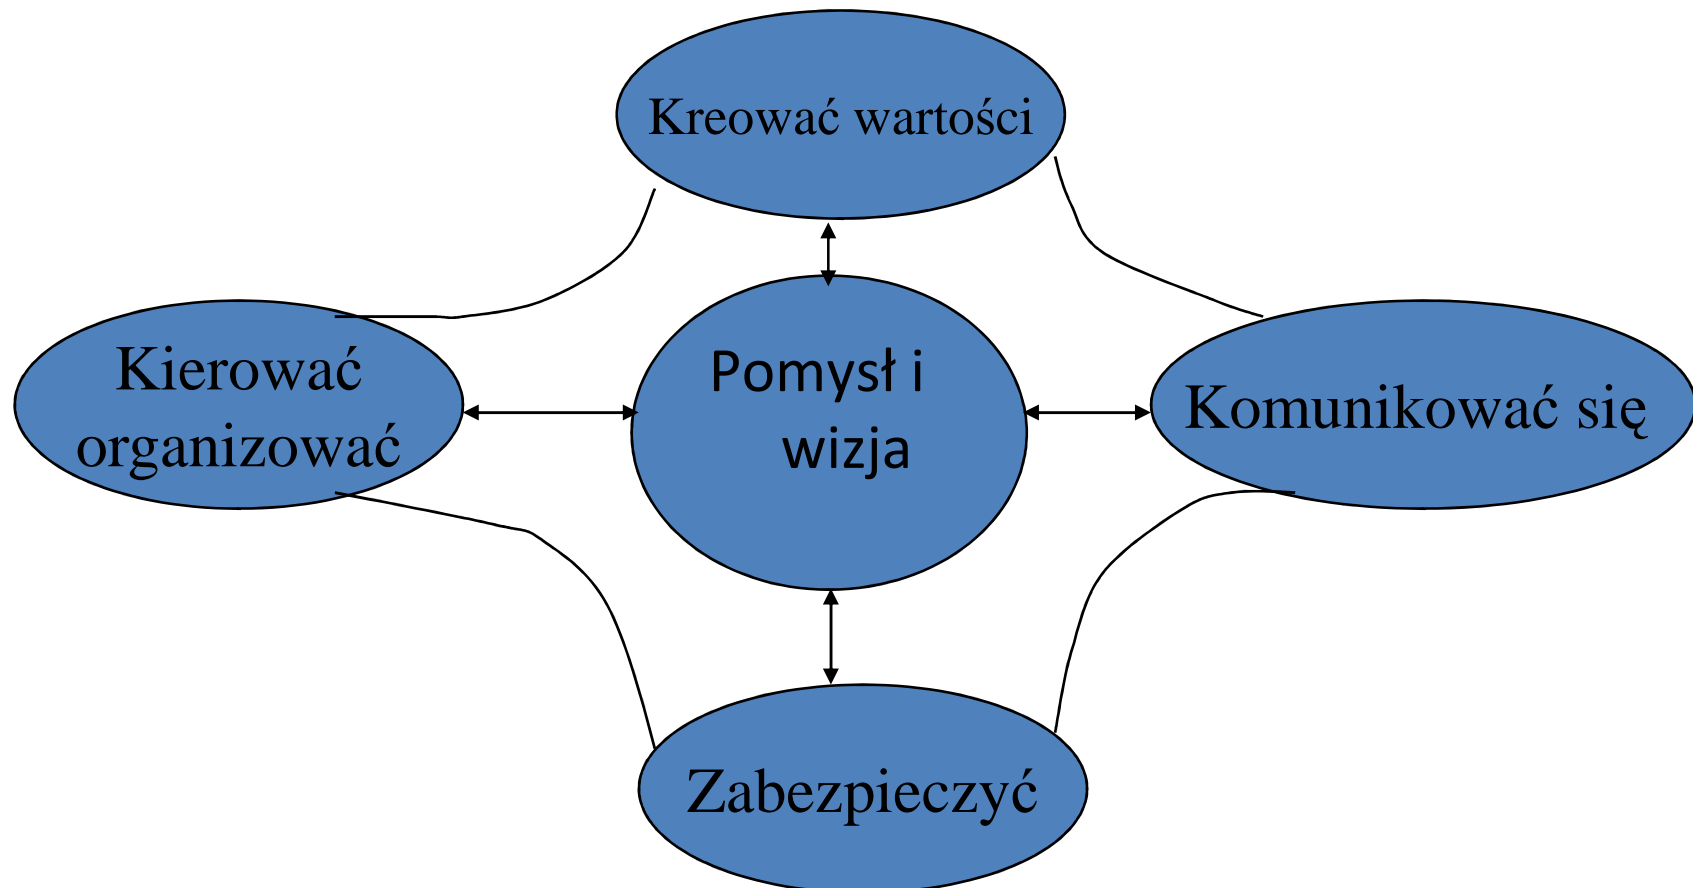 Kreować wartości
Kierować
organizować
Pomysł i
wizja
Komunikować się
Zabezpieczyć